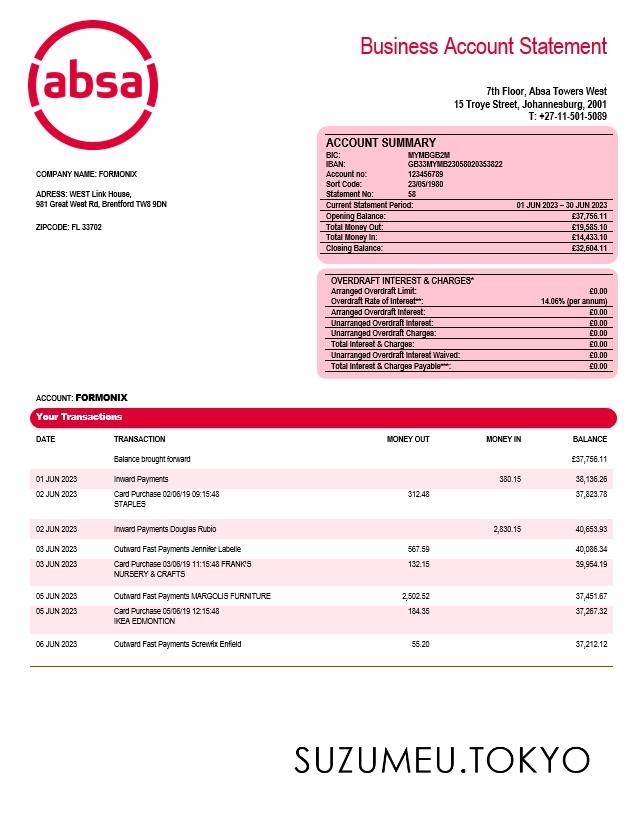 absa
Business Account Statement
7th Floor, Absa Towers West
15 Troye Street, Johannesburg, 2001
T: +27-11-501-5089
COMPANY NAME: FORMONIX
ADRESS: WEST Link House,
981 Great West Rd, Brentford TW8 9DN
ZIPCODE: FL 33702
ACCOUNT SUMMARY
BIC: MYMBGB2M
IBAN: GB33MYMB23058020353822
Account no: 123456789
Sort Code: 23/05/1980
Statement No: 58
Current Statement Period: 01 JUN 2023 – 30 JUN 2023
Opening Balance: £37,756.11
Total Money Out: £19,585.10
Total Money In: £14,433.10
Closing Balance: £32,604.11
OVERDRAFT INTEREST & CHARGES*
Arranged Overdraft Limit: £0.00
Overdraft Rate of Interest**: 14.06% (per annum)
Arranged Overdraft Interest: £0.00
Unarranged Overdraft Interest: £0.00
Unarranged Overdraft Charges: £0.00
Total Interest & Charges: £0.00
Unarranged Overdraft Interest Waived: £0.00
Total Interest & Charges Payable***: £0.00
ACCOUNT: FORMONIX
Your Transactions
DATE TRANSACTION MONEY OUT MONEY IN BALANCE
Balance brought forward £37,756.11
01 JUN 2023 Inward Payments 380.15 38,136.26
02 JUN 2023 Card Purchase 02/06/19 09:15:48 312.48 37,823.78
STAPLES
02 JUN 2023 Inward Payments Douglas Rubio 2,830.15 40,653.93
03 JUN 2023 Outward Fast Payments Jennifer Labelle 567.59 40,086.34
03 JUN 2023 Card Purchase 03/06/19 11:15:48 FRANK'S 132.15 39,954.19
NURSERY & CRAFTS
05 JUN 2023 Outward Fast Payments MARGOLIS FURNITURE 2,502.52 37,451.67
05 JUN 2023 Card Purchase 05/06/19 12:15:48 184.35 37,267.32
IKEA EDMONTION
06 JUN 2023 Outward Fast Payments Screwfix Enfield 55.20 37,212.12
SUZUMEU.TOKYO